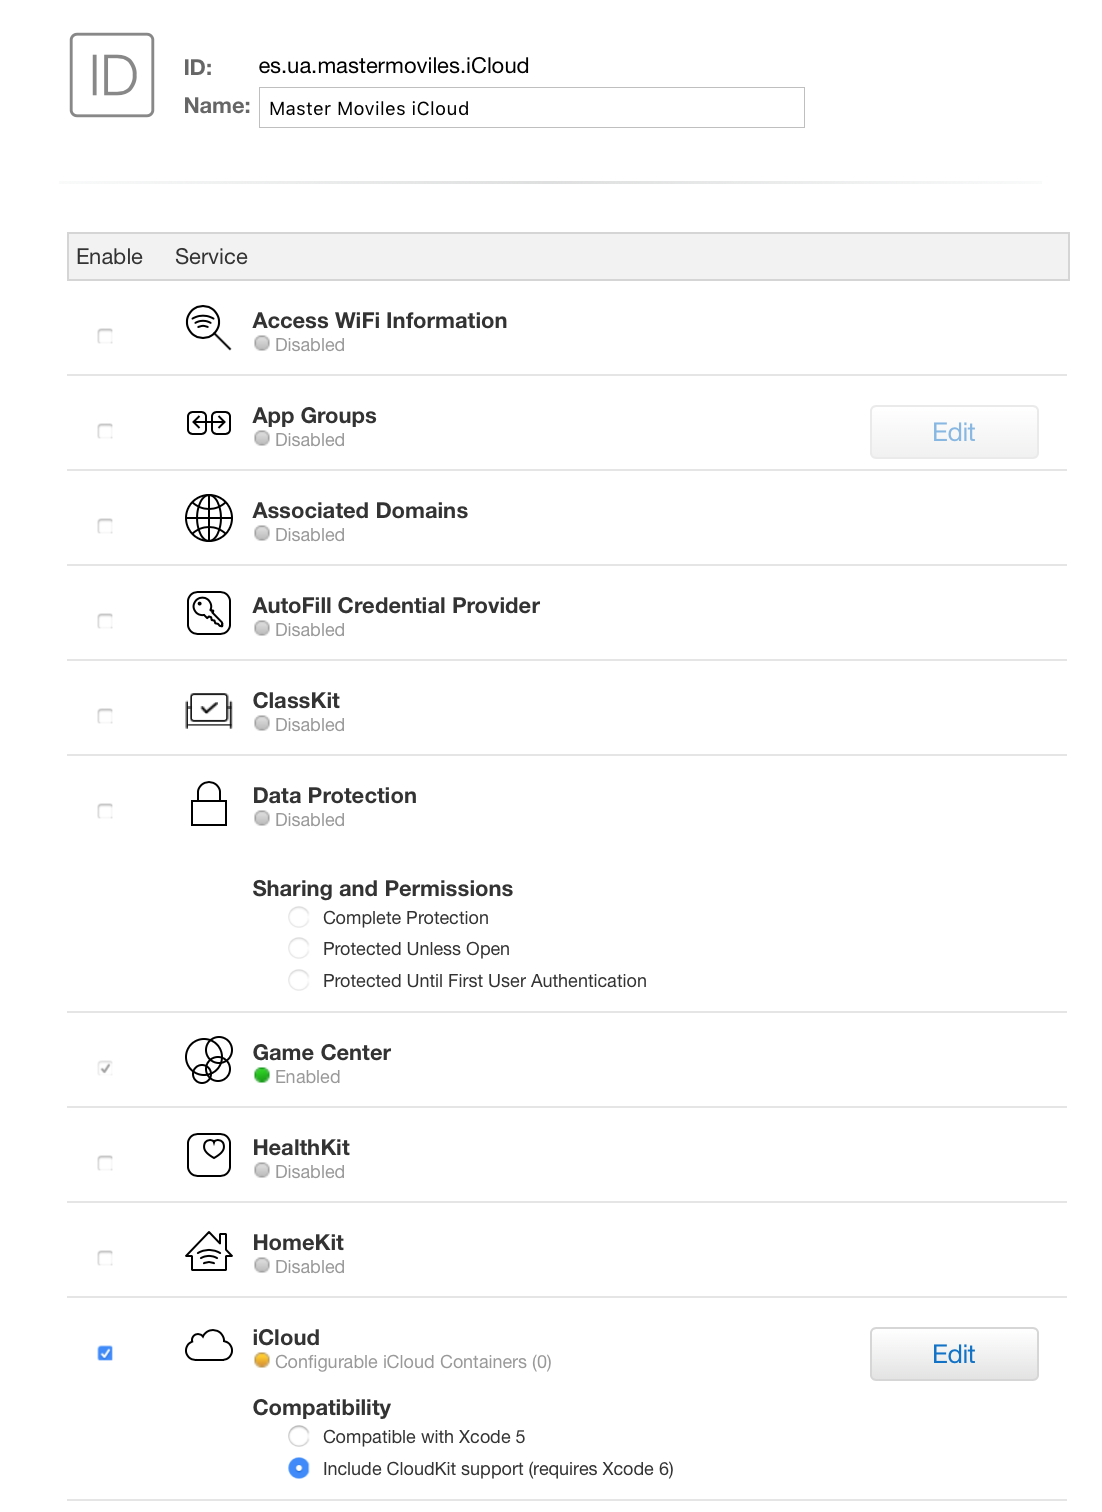 ID
ID: es.ua.mastermoviles.iCloud
Name: Master Moviles iCloud
Enable Service
Access WiFi Information
Disabled
App Groups
Disabled
Edit
Associated Domains
Disabled
AutoFill Credential Provider
Disabled
ClassKit
Disabled
Data Protection
Disabled
Sharing and Permissions
Complete Protection
Protected Unless Open
Protected Until First User Authentication
Game Center
Enabled
HealthKit
Disabled
HomeKit
Disabled
iCloud
Configurable iCloud Containers (0)
Edit
Compatibility
Compatible with Xcode 5
Include CloudKit support (requires Xcode 6)